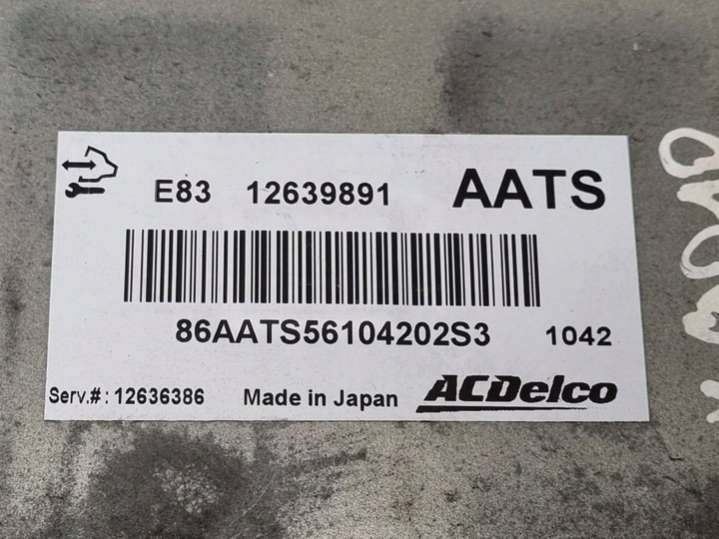 E83 12639891 AATS
86AATS56104202S3 1042
Serv.#: 12636386 Made in Japan ACDelco